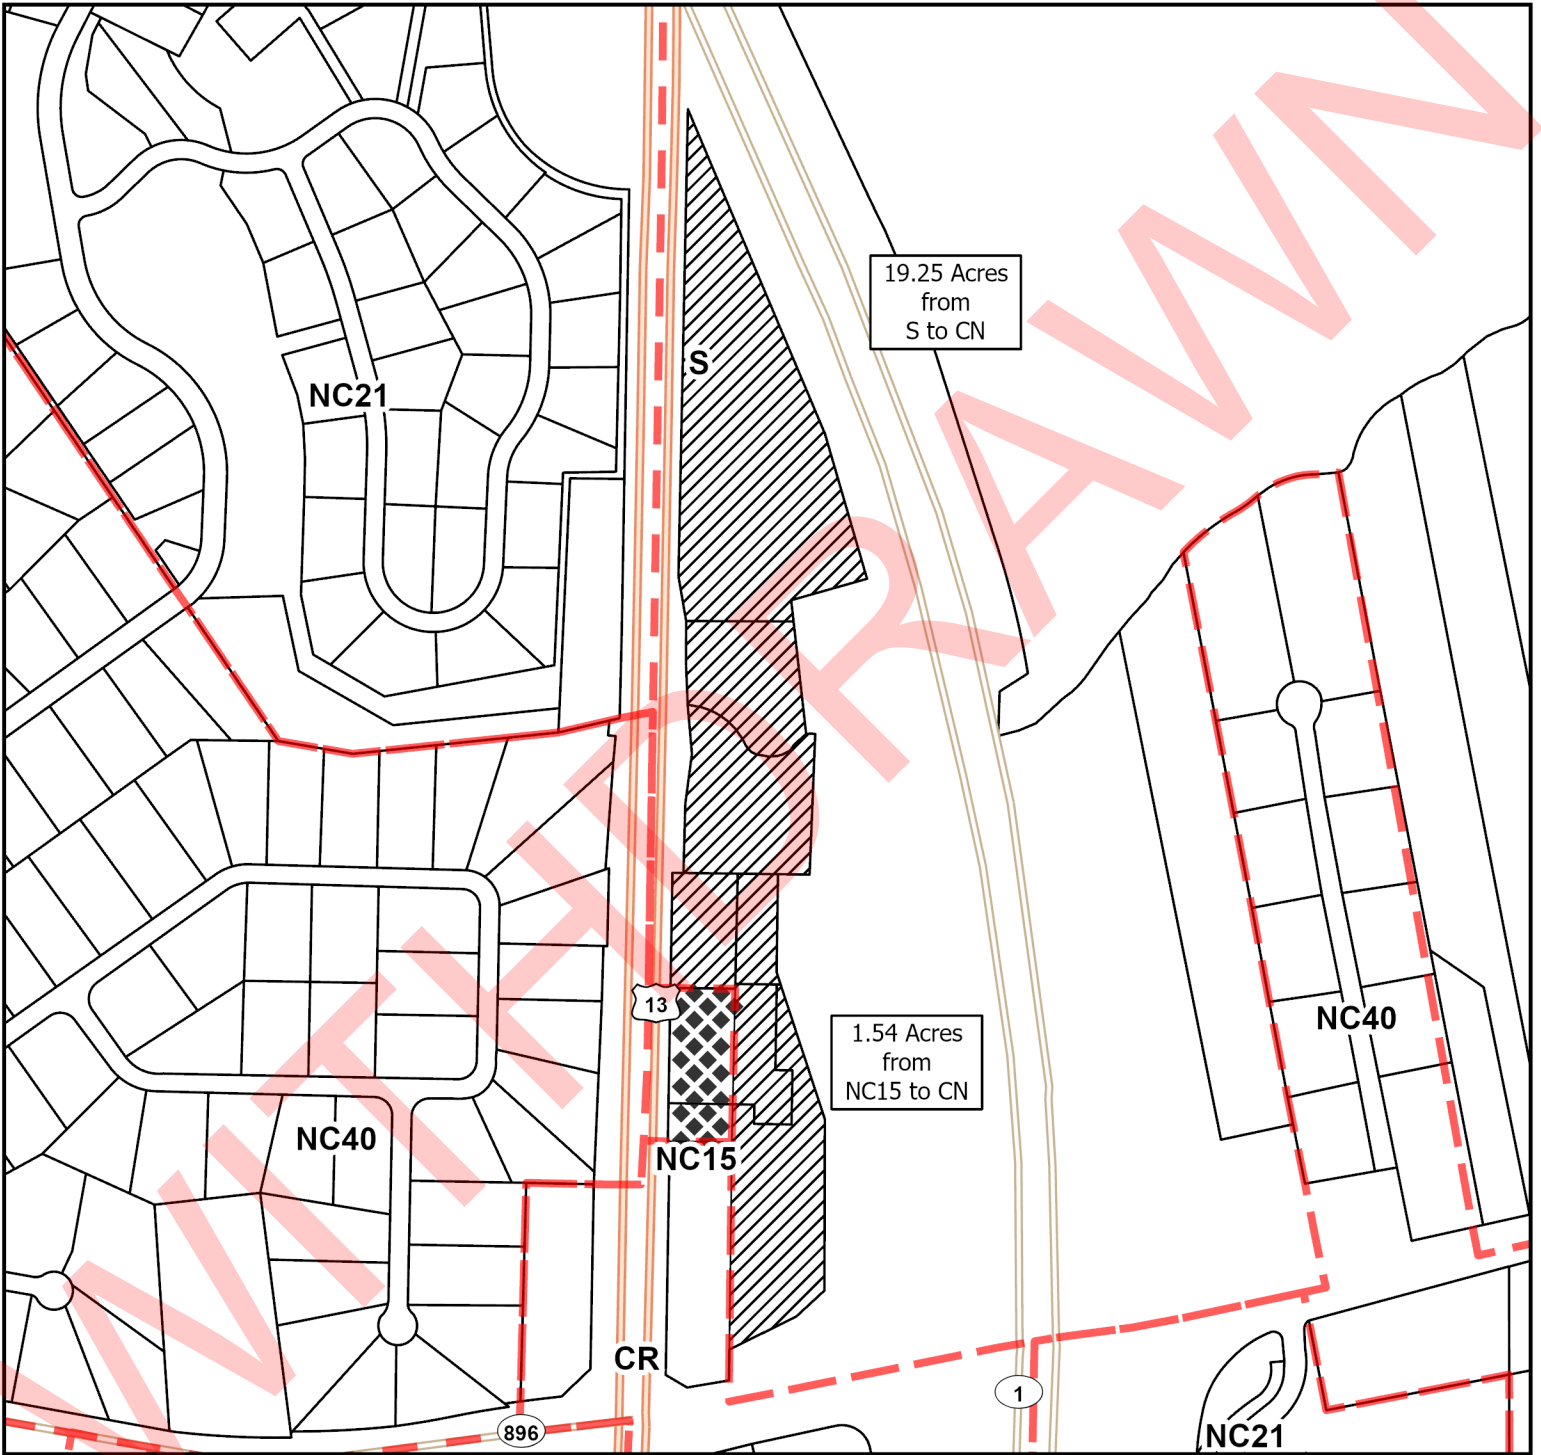 19.25 Acres
from
S to CN
S
NC21
13
NC40
1.54 Acres
from
NC15 to CN
NC40
NC15
CR
1
896
NC21
WITHDRAWN